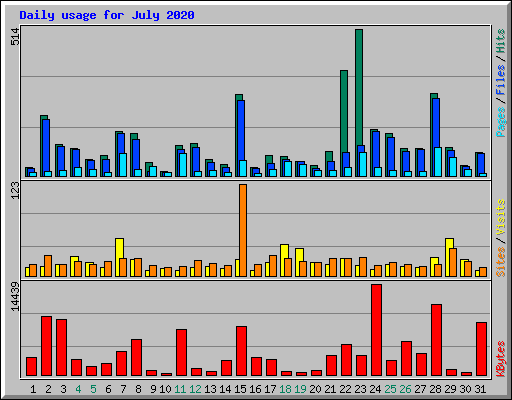 Daily usage for July 2020
514
Pages / Files / Hits
123
Sites / Visits
14439
KBytes
1 2 3 4 5 6 7 8 9 10 11 12 13 14 15 16 17 18 19 20 21 22 23 24 25 26 27 28 29 30 31